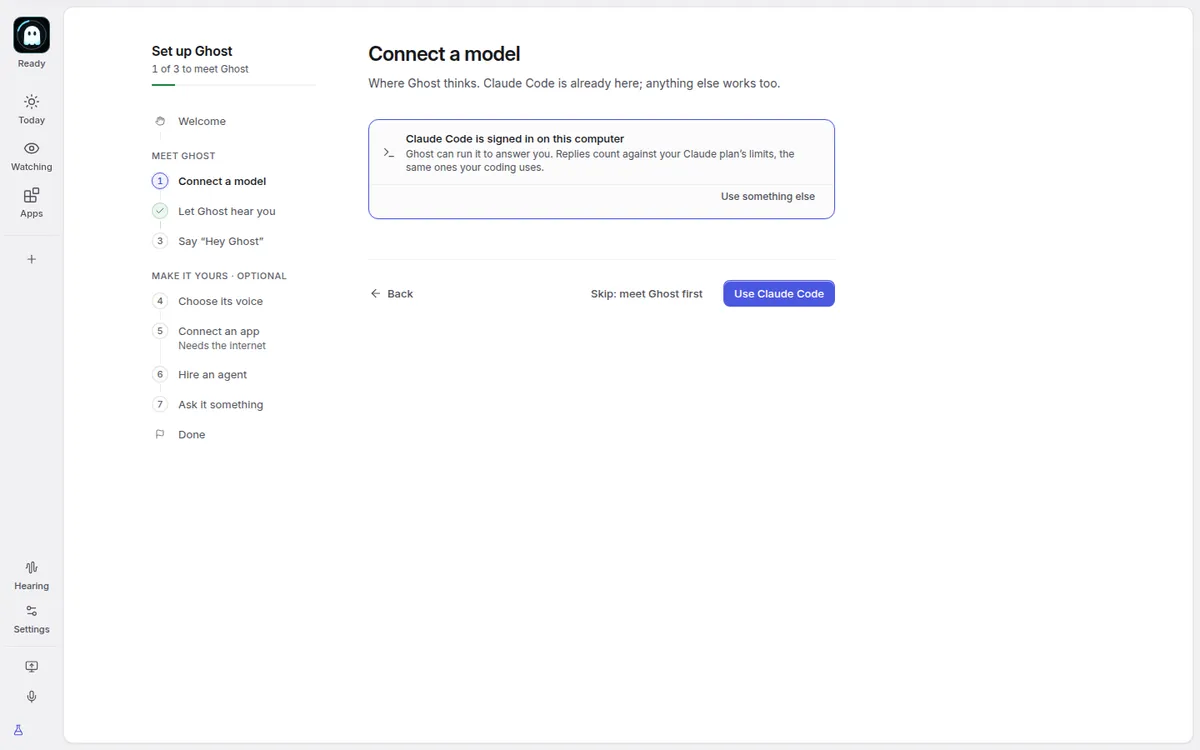 Ready
Today
Watching
Apps
Hearing
Settings
Set up Ghost
1 of 3 to meet Ghost
Welcome
MEET GHOST
1 Connect a model
Let Ghost hear you
3 Say “Hey Ghost”
MAKE IT YOURS · OPTIONAL
4 Choose its voice
5 Connect an app
Needs the internet
6 Hire an agent
7 Ask it something
Done
Connect a model
Where Ghost thinks. Claude Code is already here; anything else works too.
Claude Code is signed in on this computer
Ghost can run it to answer you. Replies count against your Claude plan’s limits, the
same ones your coding uses.
Use something else
Back
Skip: meet Ghost first
Use Claude Code